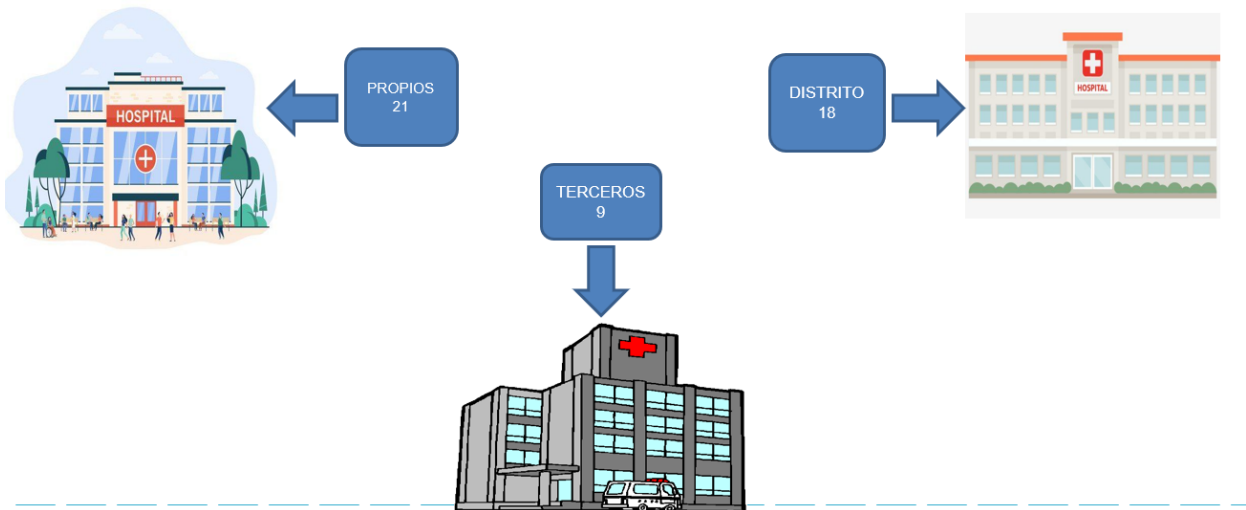 HOSPITAL
PROPIOS
21
DISTRITO
18
HOSPITAL
TERCEROS
9